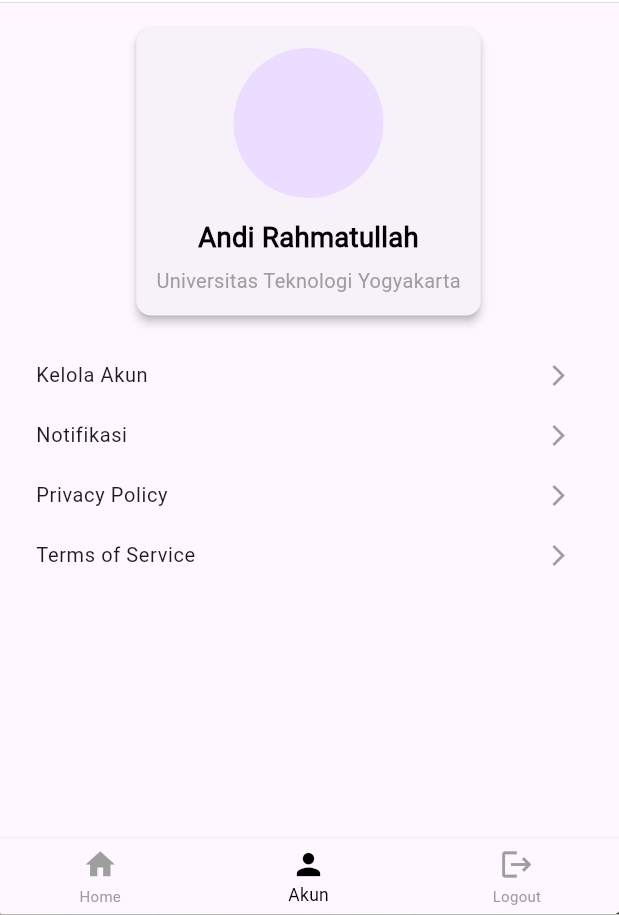 Andi Rahmatullah
Universitas Teknologi Yogyakarta
Kelola Akun
Notifikasi
Privacy Policy
Terms of Service
Home
Akun
Logout